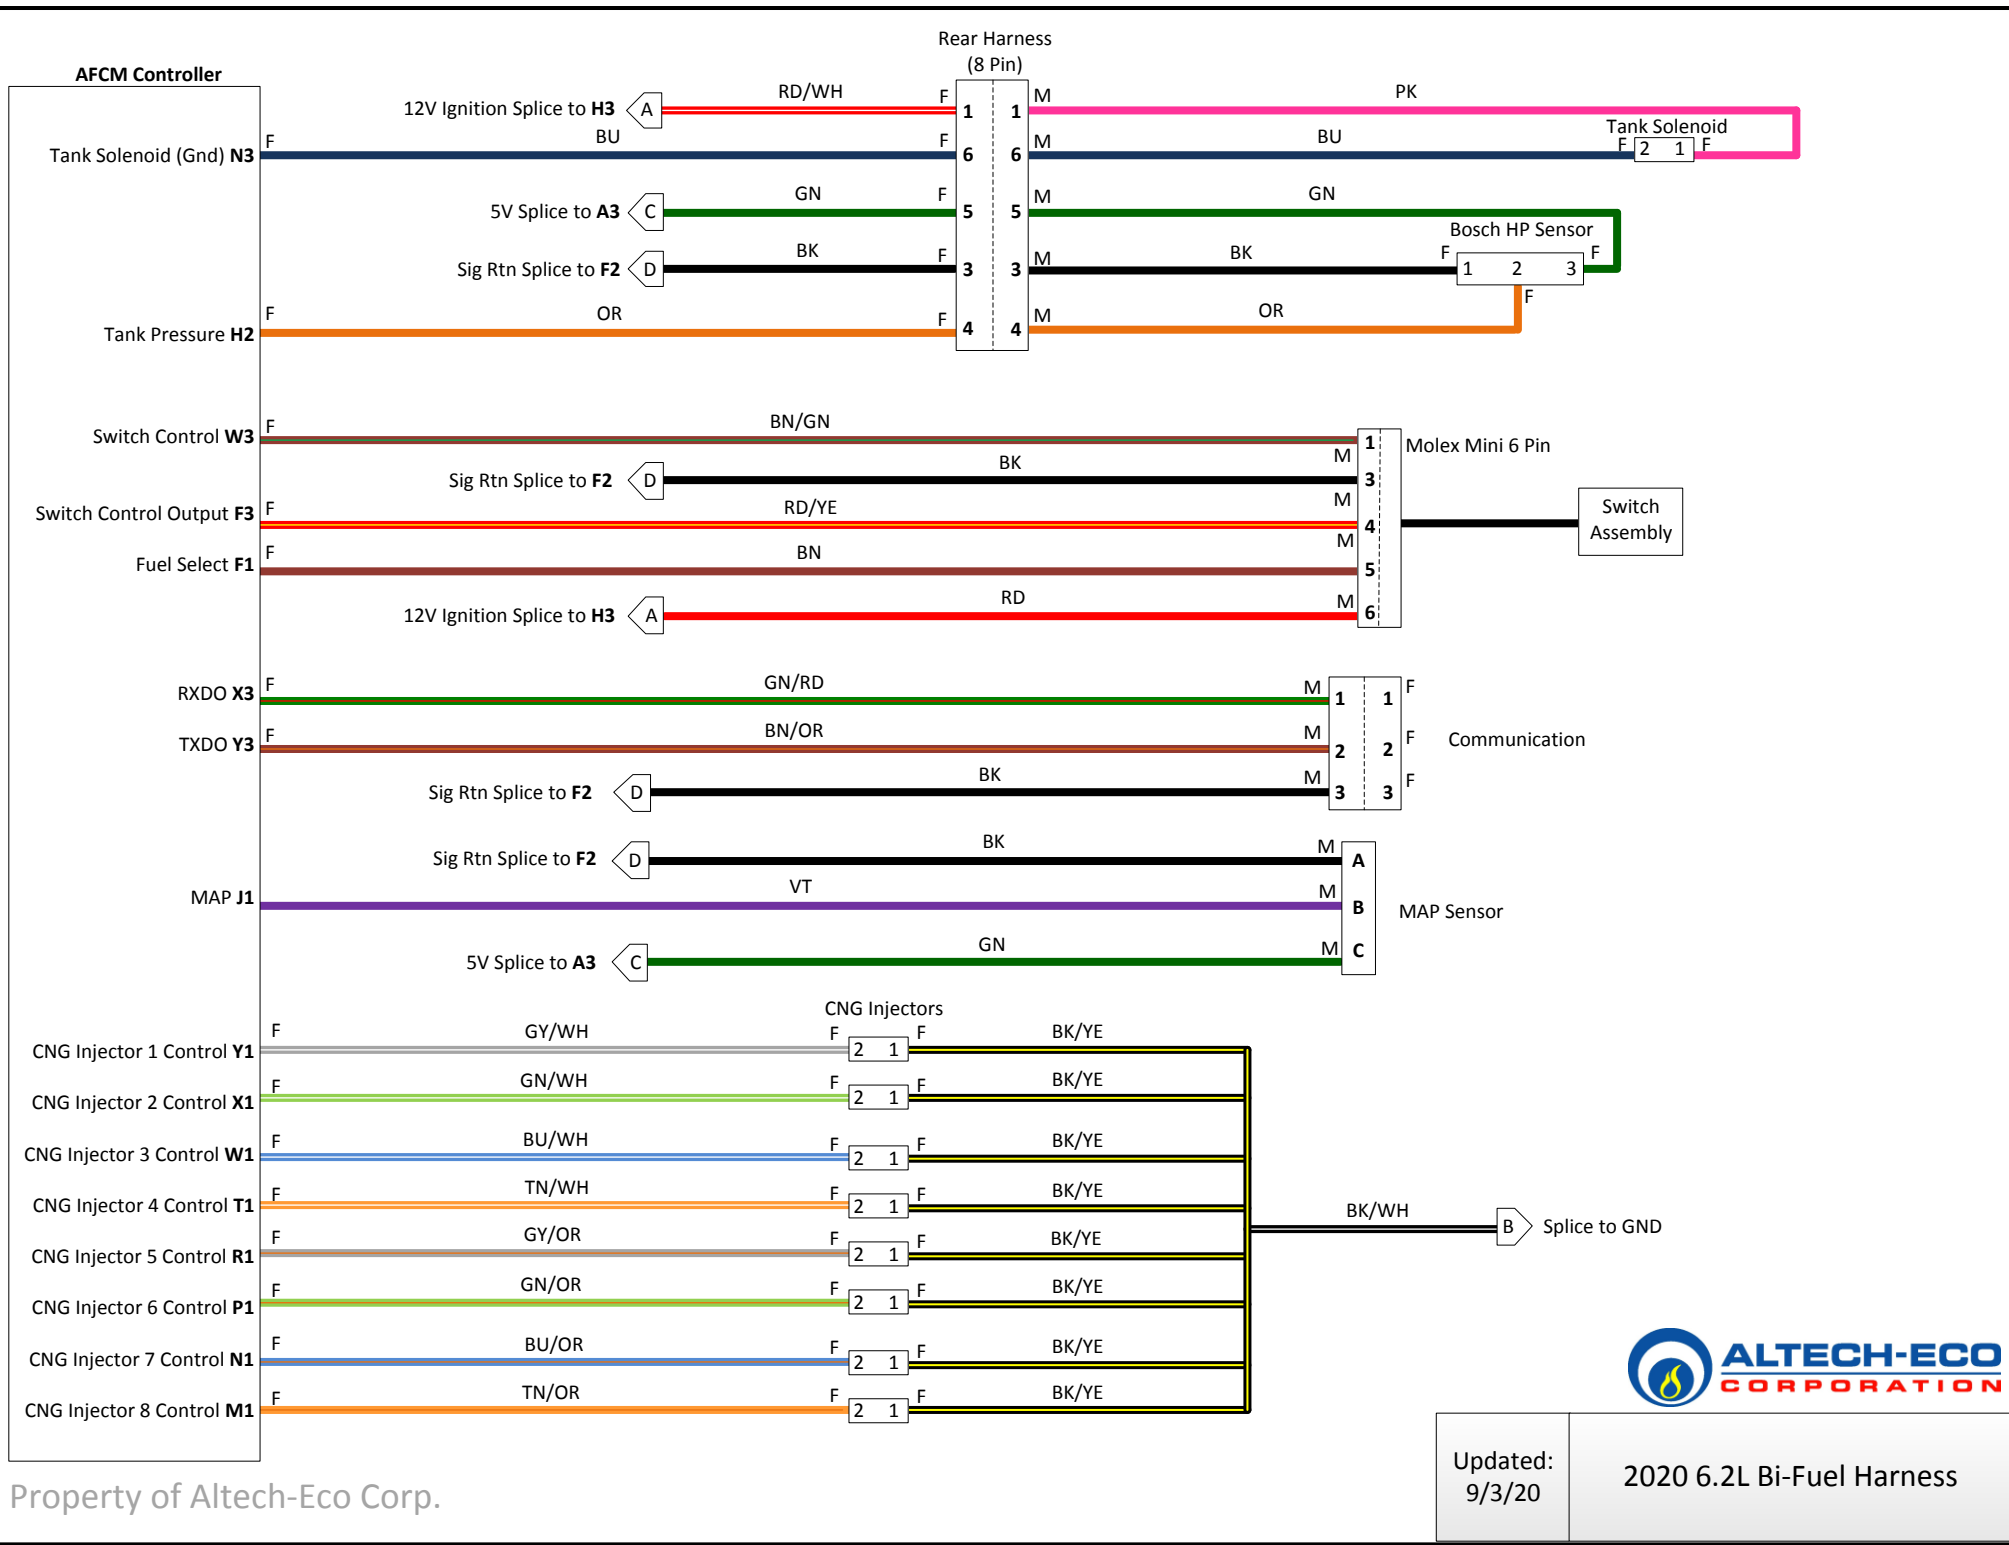 Rear Harness
(8 Pin)
AFCM Controller
12V Ignition Splice to H3 A RD/WH F 1 1 M PK
Tank Solenoid (Gnd) N3 F BU F 6 6 M BU Tank Solenoid
F 2 1 F
5V Splice to A3 C GN F 5 5 M GN
Bosch HP Sensor
Sig Rtn Splice to F2 D BK F 3 3 M BK F 1 2 3 F
F
Tank Pressure H2 F OR F 4 4 M OR
Switch Control W3 F BN/GN M 1 Molex Mini 6 Pin
Sig Rtn Splice to F2 D BK M 3
Switch Control Output F3 F RD/YE M 4
Switch
Assembly
Fuel Select F1 F BN 5
12V Ignition Splice to H3 A RD M 6
RXDO X3 F GN/RD M 1 1 F
TXDO Y3 F BN/OR M 2 2 F Communication
Sig Rtn Splice to F2 D BK M 3 3 F
Sig Rtn Splice to F2 D BK M A
MAP J1 VT M B MAP Sensor
5V Splice to A3 C GN M C
CNG Injectors
CNG Injector 1 Control Y1 F GY/WH F 2 1 F BK/YE
CNG Injector 2 Control X1 F GN/WH F 2 1 F BK/YE
CNG Injector 3 Control W1 F BU/WH F 2 1 F BK/YE
CNG Injector 4 Control T1 F TN/WH F 2 1 F BK/YE
BK/WH B Splice to GND
CNG Injector 5 Control R1 F GY/OR F 2 1 F BK/YE
CNG Injector 6 Control P1 F GN/OR F 2 1 F BK/YE
CNG Injector 7 Control N1 F BU/OR F 2 1 F BK/YE
CNG Injector 8 Control M1 F TN/OR F 2 1 F BK/YE
ALTECH-ECO
CORPORATION
Updated:
9/3/20
2020 6.2L Bi-Fuel Harness
Property of Altech-Eco Corp.